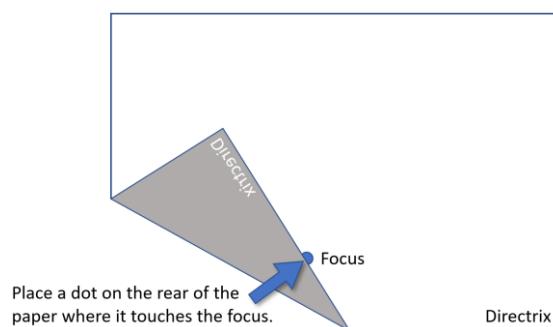 Directrix
Focus
Place a dot on the rear of the
paper where it touches the focus.
Directrix